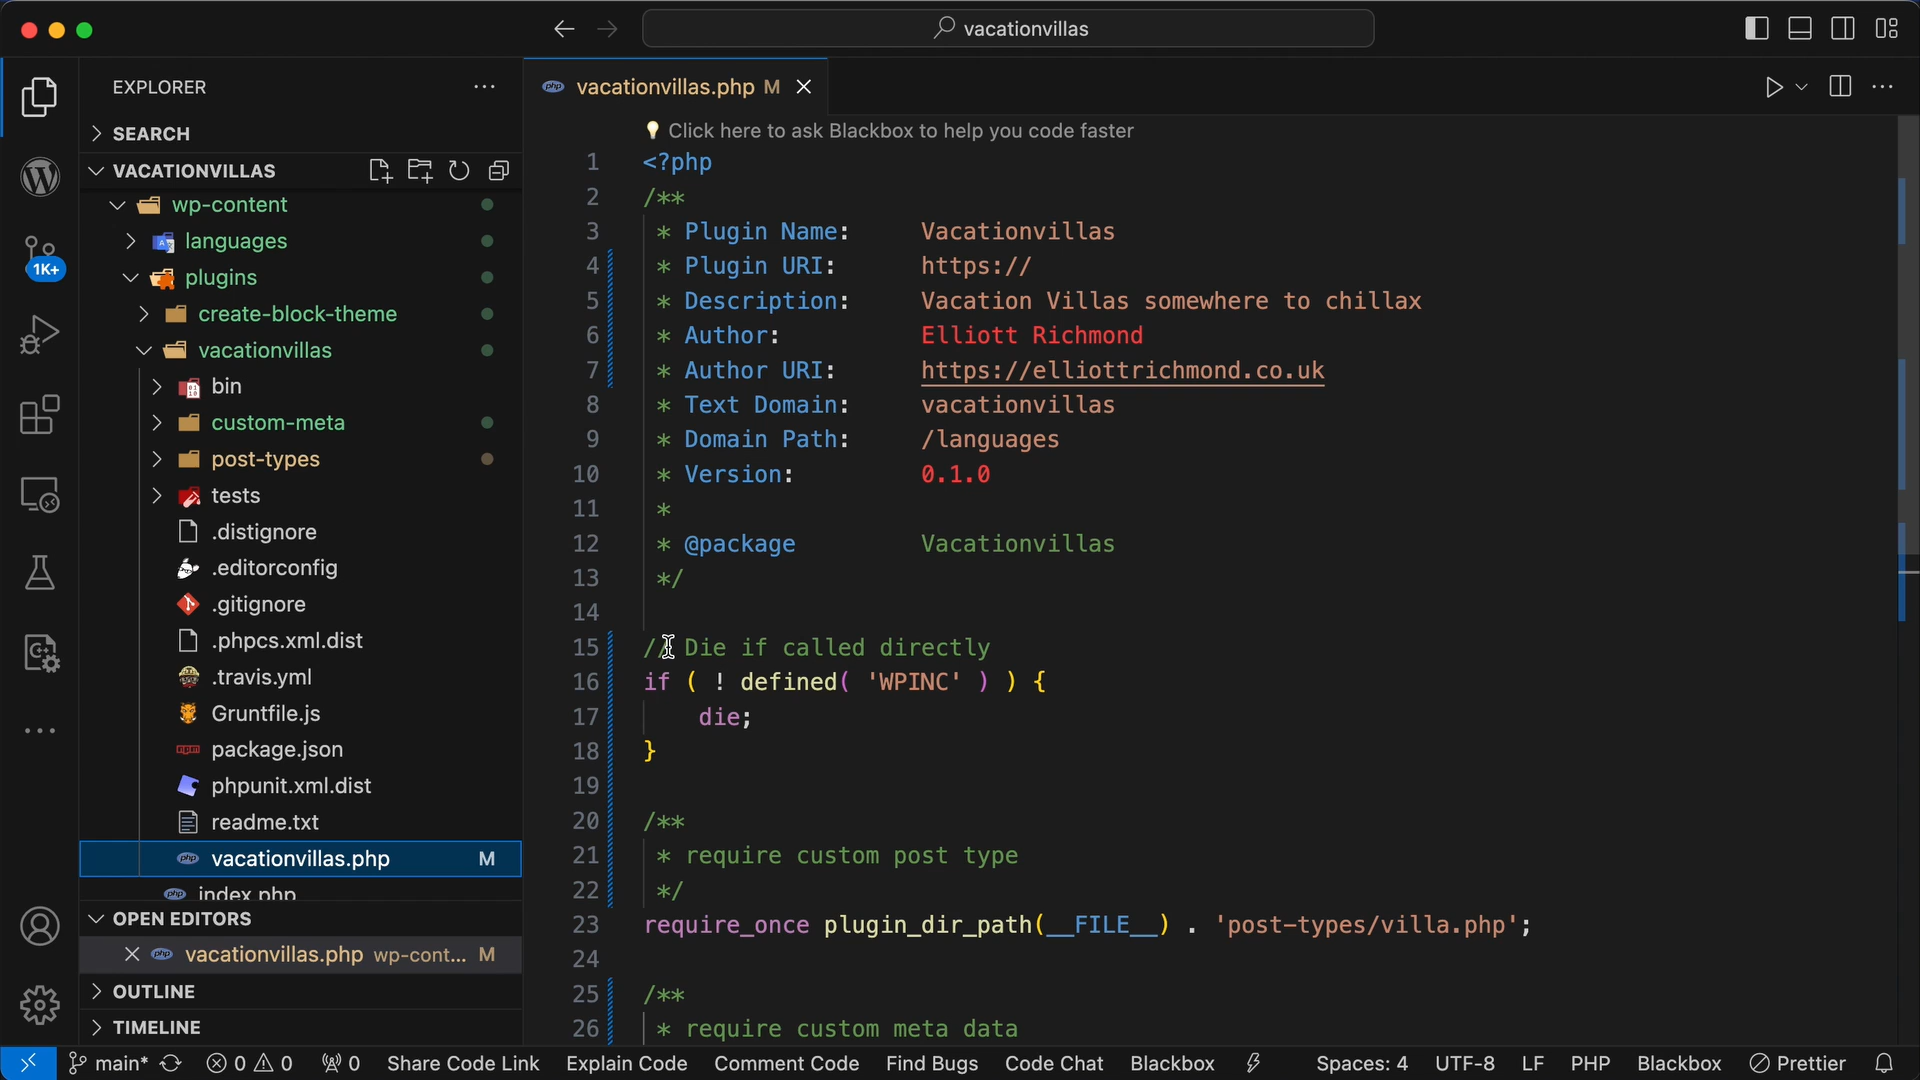 vacationvillas
EXPLORER
SEARCH
VACATIONVILLAS
wp-content
languages
plugins
create-block-theme
vacationvillas
bin
custom-meta
post-types
tests
.distignore
.editorconfig
.gitignore
.phpcs.xml.dist
.travis.yml
Gruntfile.js
package.json
phpunit.xml.dist
readme.txt
vacationvillas.php M
index.php
OPEN EDITORS
vacationvillas.php wp-cont... M
OUTLINE
TIMELINE
1K+
vacationvillas.php M
Click here to ask Blackbox to help you code faster
1 <?php
2 /**
3 * Plugin Name: Vacationvillas
4 * Plugin URI: https://
5 * Description: Vacation Villas somewhere to chillax
6 * Author: Elliott Richmond
7 * Author URI: https://elliottrichmond.co.uk
8 * Text Domain: vacationvillas
9 * Domain Path: /languages
10 * Version: 0.1.0
11 *
12 * @package Vacationvillas
13 */
14
15 // Die if called directly
16 if ( ! defined( 'WPINC' ) ) {
17 die;
18 }
19
20 /**
21 * require custom post type
22 */
23 require_once plugin_dir_path(__FILE__) . 'post-types/villa.php';
24
25 /**
26 * require custom meta data
main* 0 0 0 Share Code Link Explain Code Comment Code Find Bugs Code Chat Blackbox Spaces: 4 UTF-8 LF PHP Blackbox Prettier